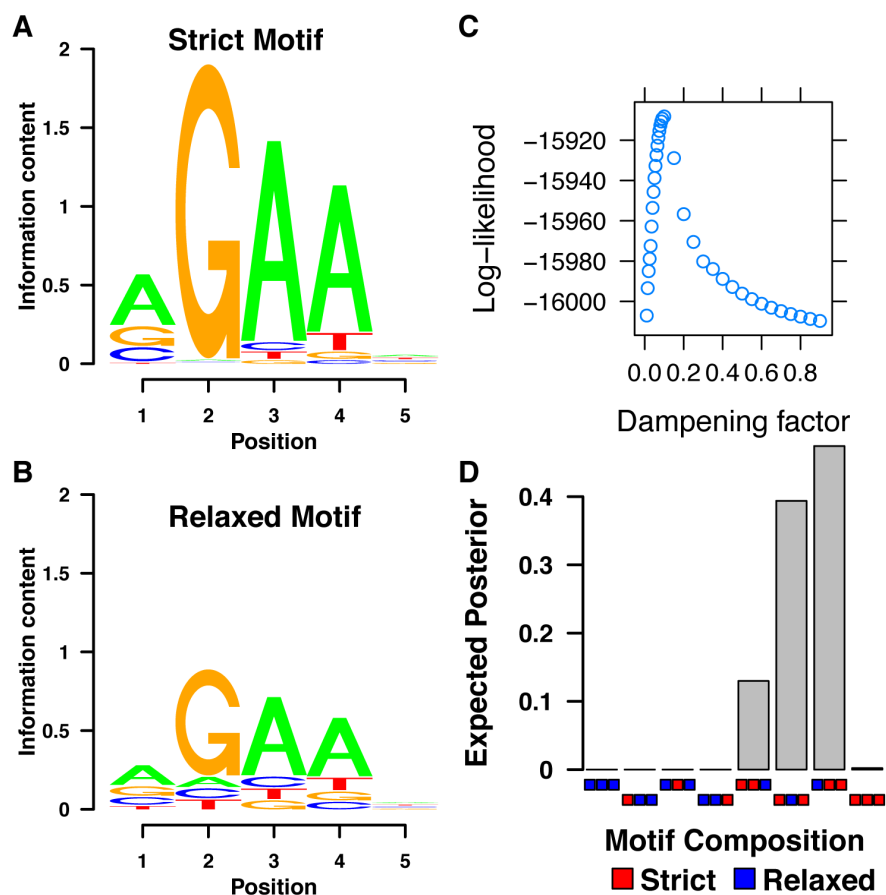 A
Strict Motif
Information content
2
1.5
1
0.5
0
A
G
C
G
A
C
T
G
A
T
G
C
1 2 3 4 5
Position
B
Relaxed Motif
Information content
2
1.5
1
0.5
0
A
G
C
T
G
A
C
T
A
C
T
G
A
T
G
C
1 2 3 4 5
Position
C
Log−likelihood
−15920
−15940
−15960
−15980
−16000
0.0 0.2 0.4 0.6 0.8
Dampening factor
D
Expected Posterior
0.4
0.3
0.2
0.1
0
Motif Composition
Strict Relaxed